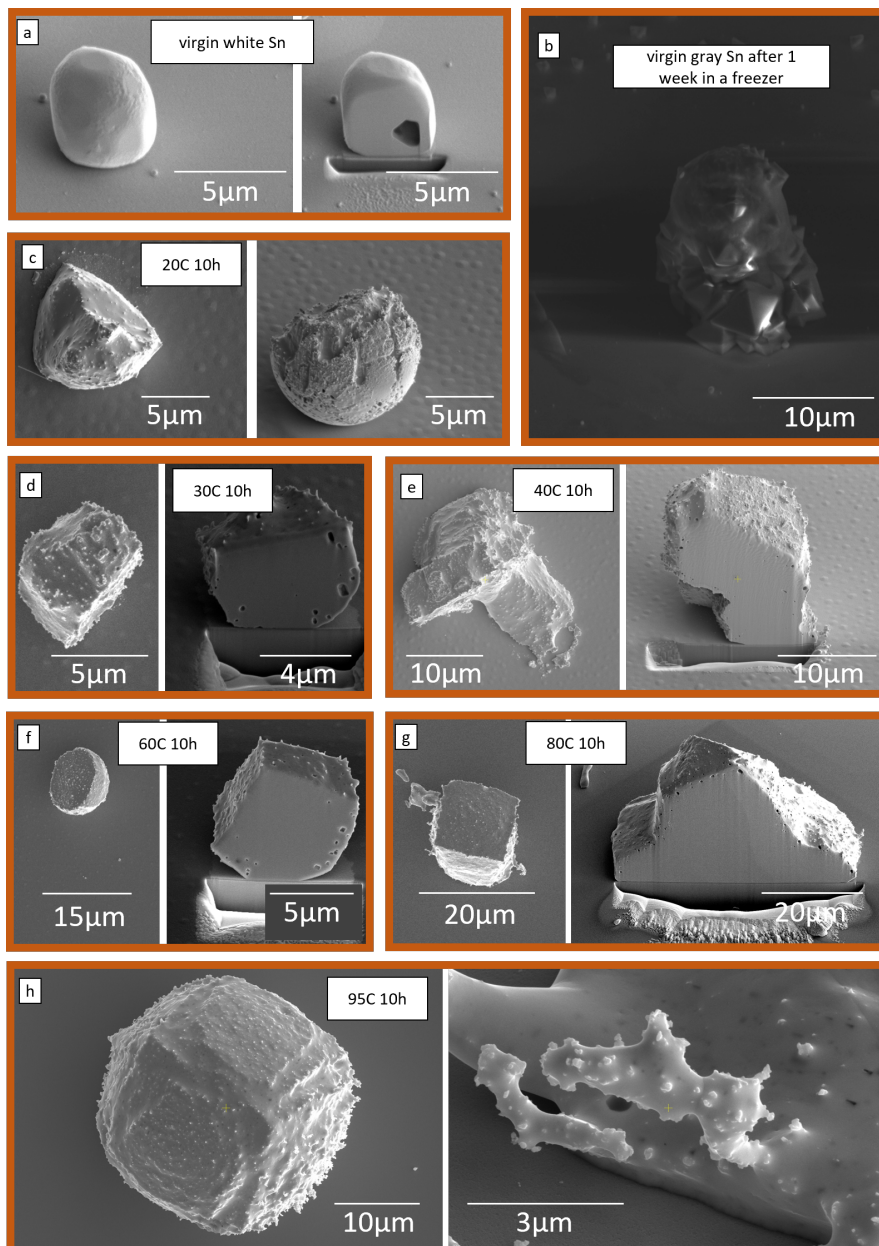 a
virgin white Sn
5µm
5µm
b
virgin gray Sn after 1
week in a freezer
10µm
c
20C 10h
5µm
5µm
d
30C 10h
5µm
4µm
e
40C 10h
10µm
10µm
f
60C 10h
15µm
5µm
g
80C 10h
20µm
20µm
h
95C 10h
10µm
3µm